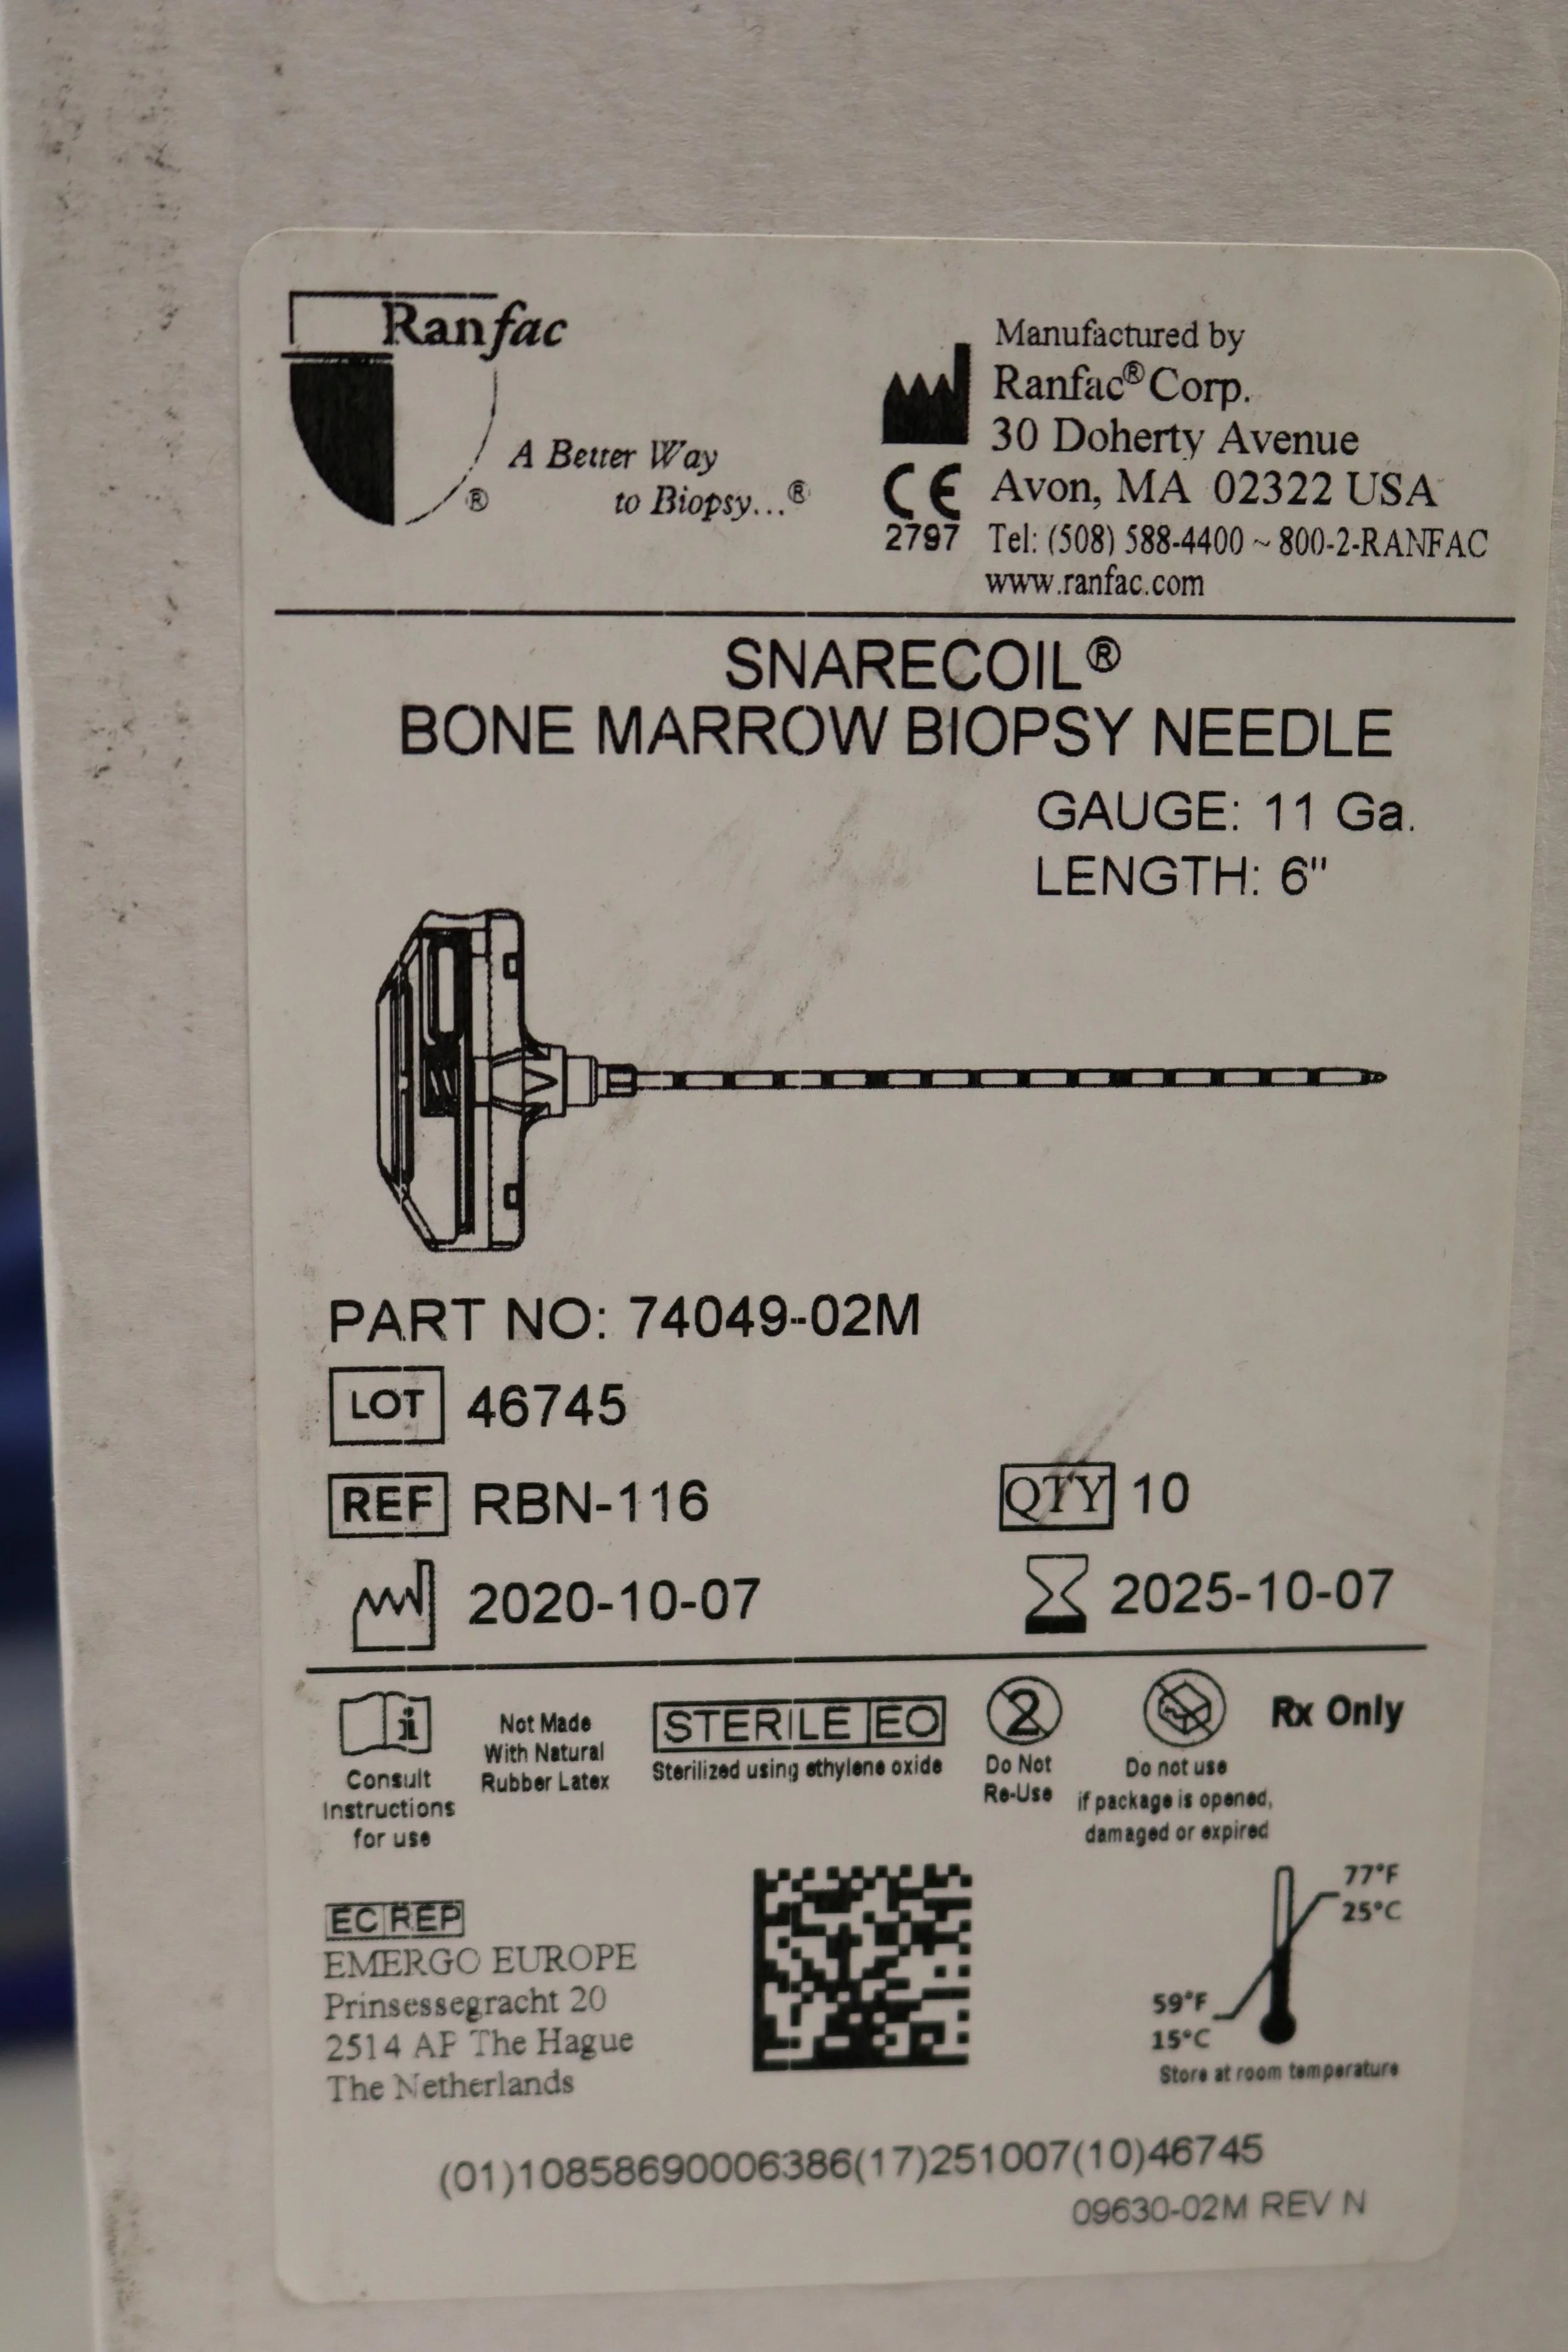 Ranfac
A Better Way
® to Biopsy...®
Manufactured by
Ranfac® Corp.
30 Doherty Avenue
CE Avon, MA 02322 USA
2797 Tel: (508) 588-4400 ~ 800-2-RANFAC
www.ranfac.com
SNARECOIL®
BONE MARROW BIOPSY NEEDLE
GAUGE: 11 Ga.
LENGTH: 6"
PART NO: 74049-02M
LOT 46745
REF RBN-116
QTY 10
2020-10-07
2025-10-07
i
Consult
Instructions
for use
Not Made
With Natural
Rubber Latex
STERILE EO
Sterilized using ethylene oxide
2
Do Not
Re-Use
Do not use
if package is opened,
damaged or expired
Rx Only
EC REP
EMERGO EUROPE
Prinsessegracht 20
2514 AP The Hague
The Netherlands
77°F
25°C
59°F
15°C
Store at room temperature
(01)10858690006386(17)251007(10)46745
09630-02M REV N